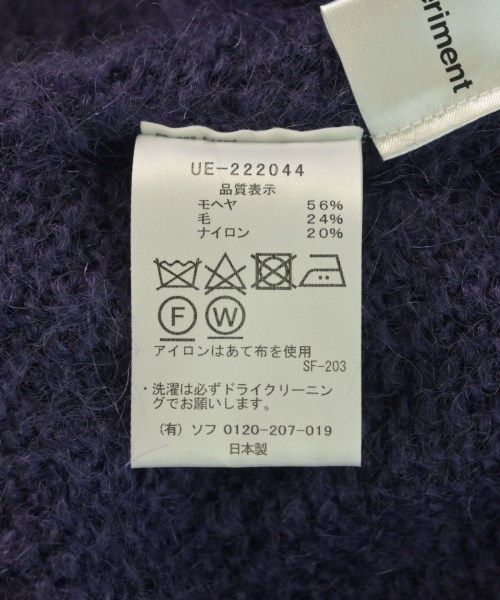 eriment
UE-222044
品質表示
モヘヤ 56%
毛 24%
ナイロン 20%
F W
アイロンはあて布を使用
SF-203
・洗濯は必ずドライクリーニン
グでお願いします。
(有) ソフ 0120-207-019
日本製